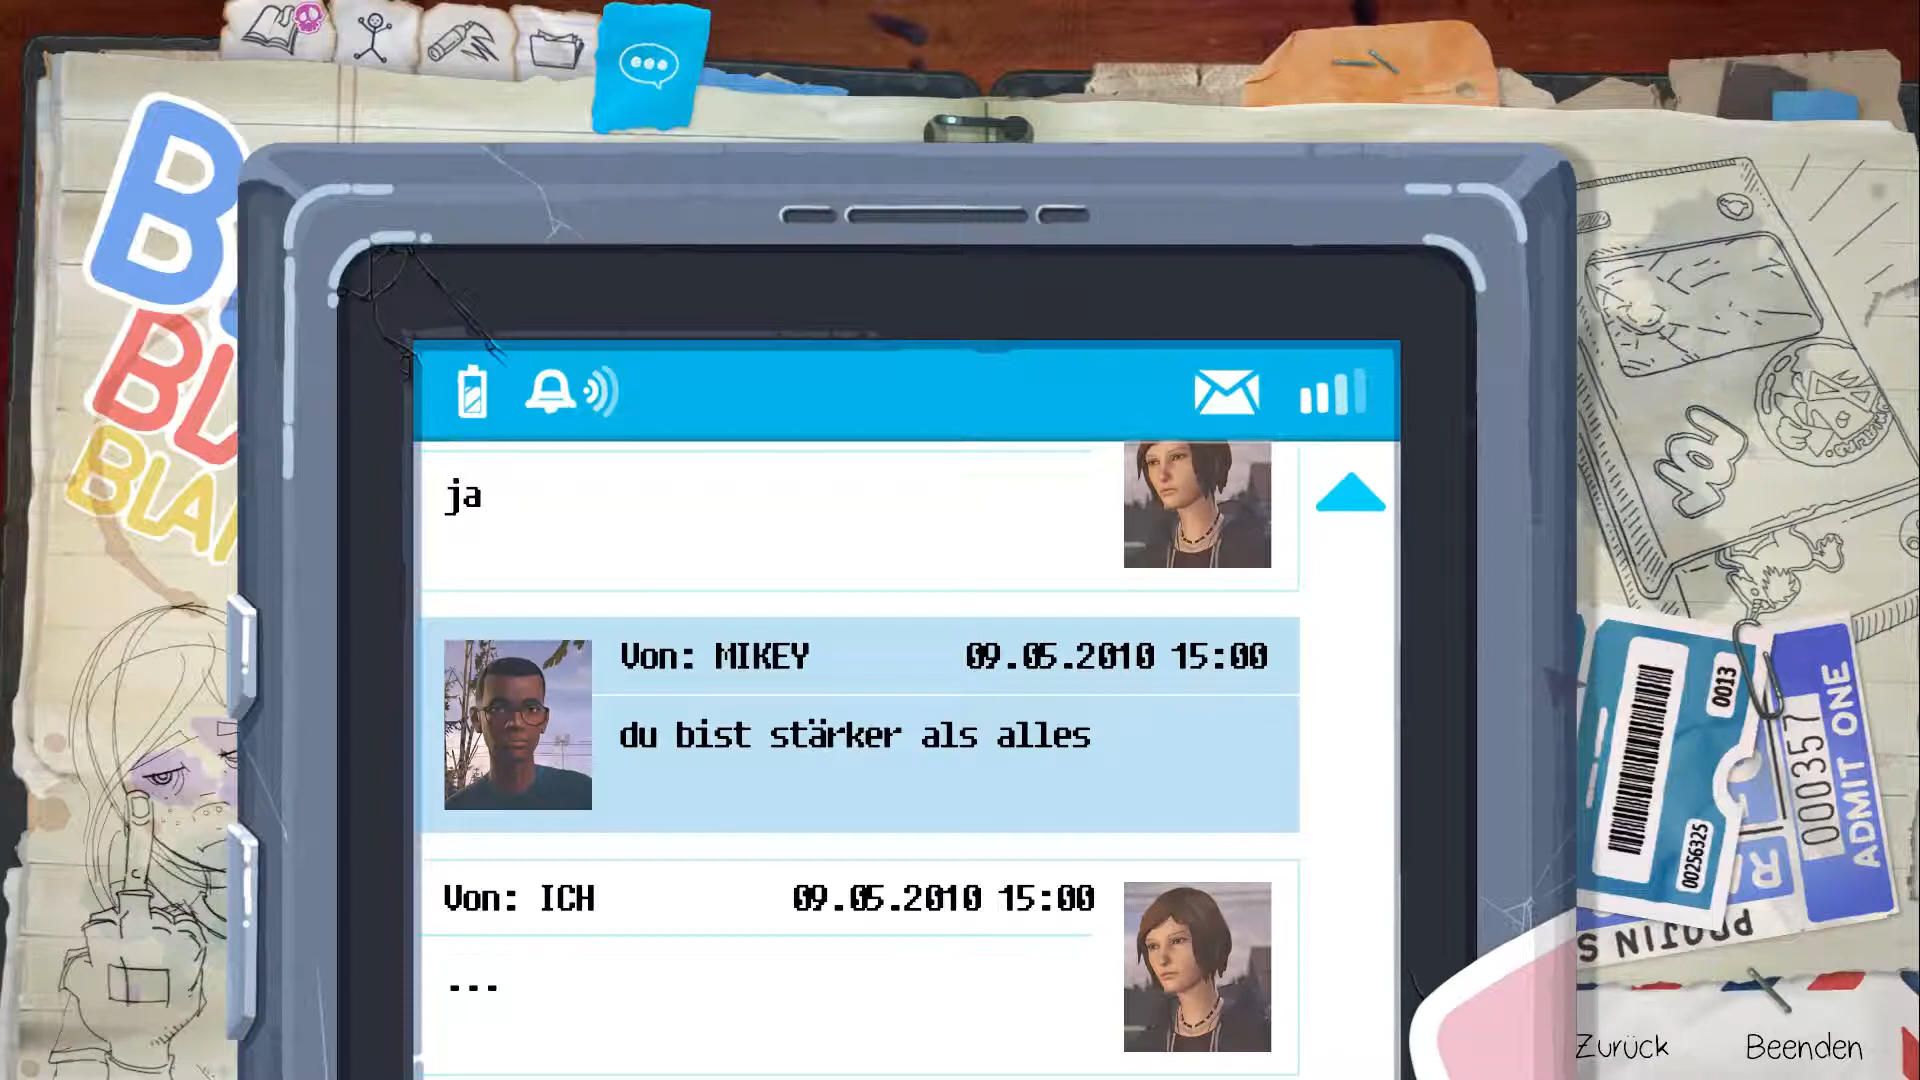 ja
Von: MIKEY 09.05.2010 15:00
du bist stärker als alles
Von: ICH 09.05.2010 15:00
...
0013
00256325
000357
ADMIT ONE
Zurück Beenden